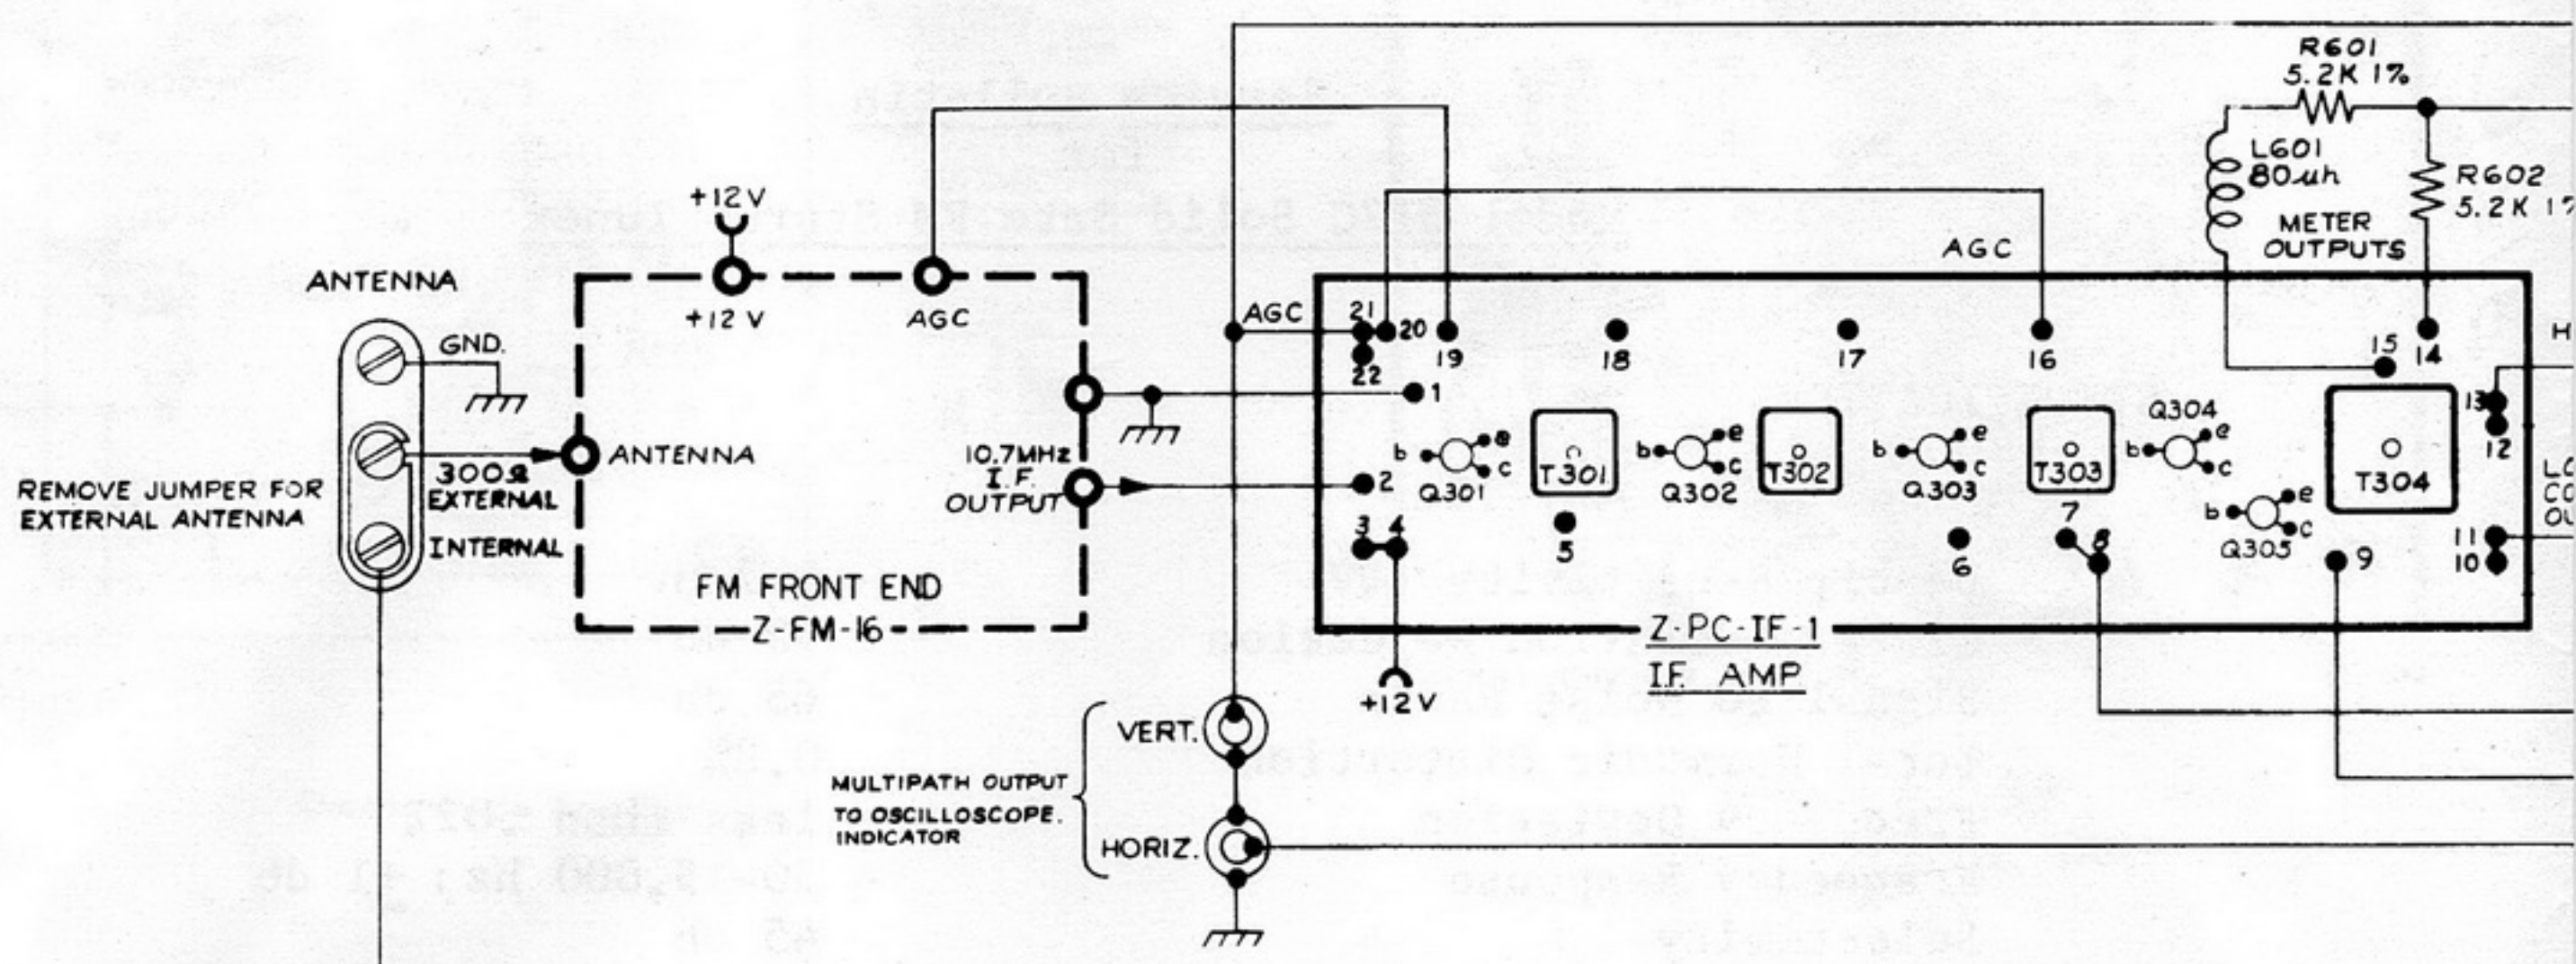 R601
5.2K 1%
L601
80uh
R602
5.2K 1%
METER
OUTPUTS
+12V
+12V
AGC
AGC
AGC
ANTENNA
GND.
300Ω
EXTERNAL
INTERNAL
REMOVE JUMPER FOR
EXTERNAL ANTENNA
ANTENNA
10.7MHz
I.F.
OUTPUT
FM FRONT END
Z-FM-16
21
20
22
19
18
17
16
15
14
13
12
11
10
1
2
3 4
5
6
7
8
9
b e c
Q301
T301
b e c
Q302
T302
b e c
Q303
T303
Q304
b e c
b e c
Q305
T304
H
Z-PC-IF-1
I.F. AMP
+12V
VERT.
HORIZ.
MULTIPATH OUTPUT
TO OSCILLOSCOPE.
INDICATOR